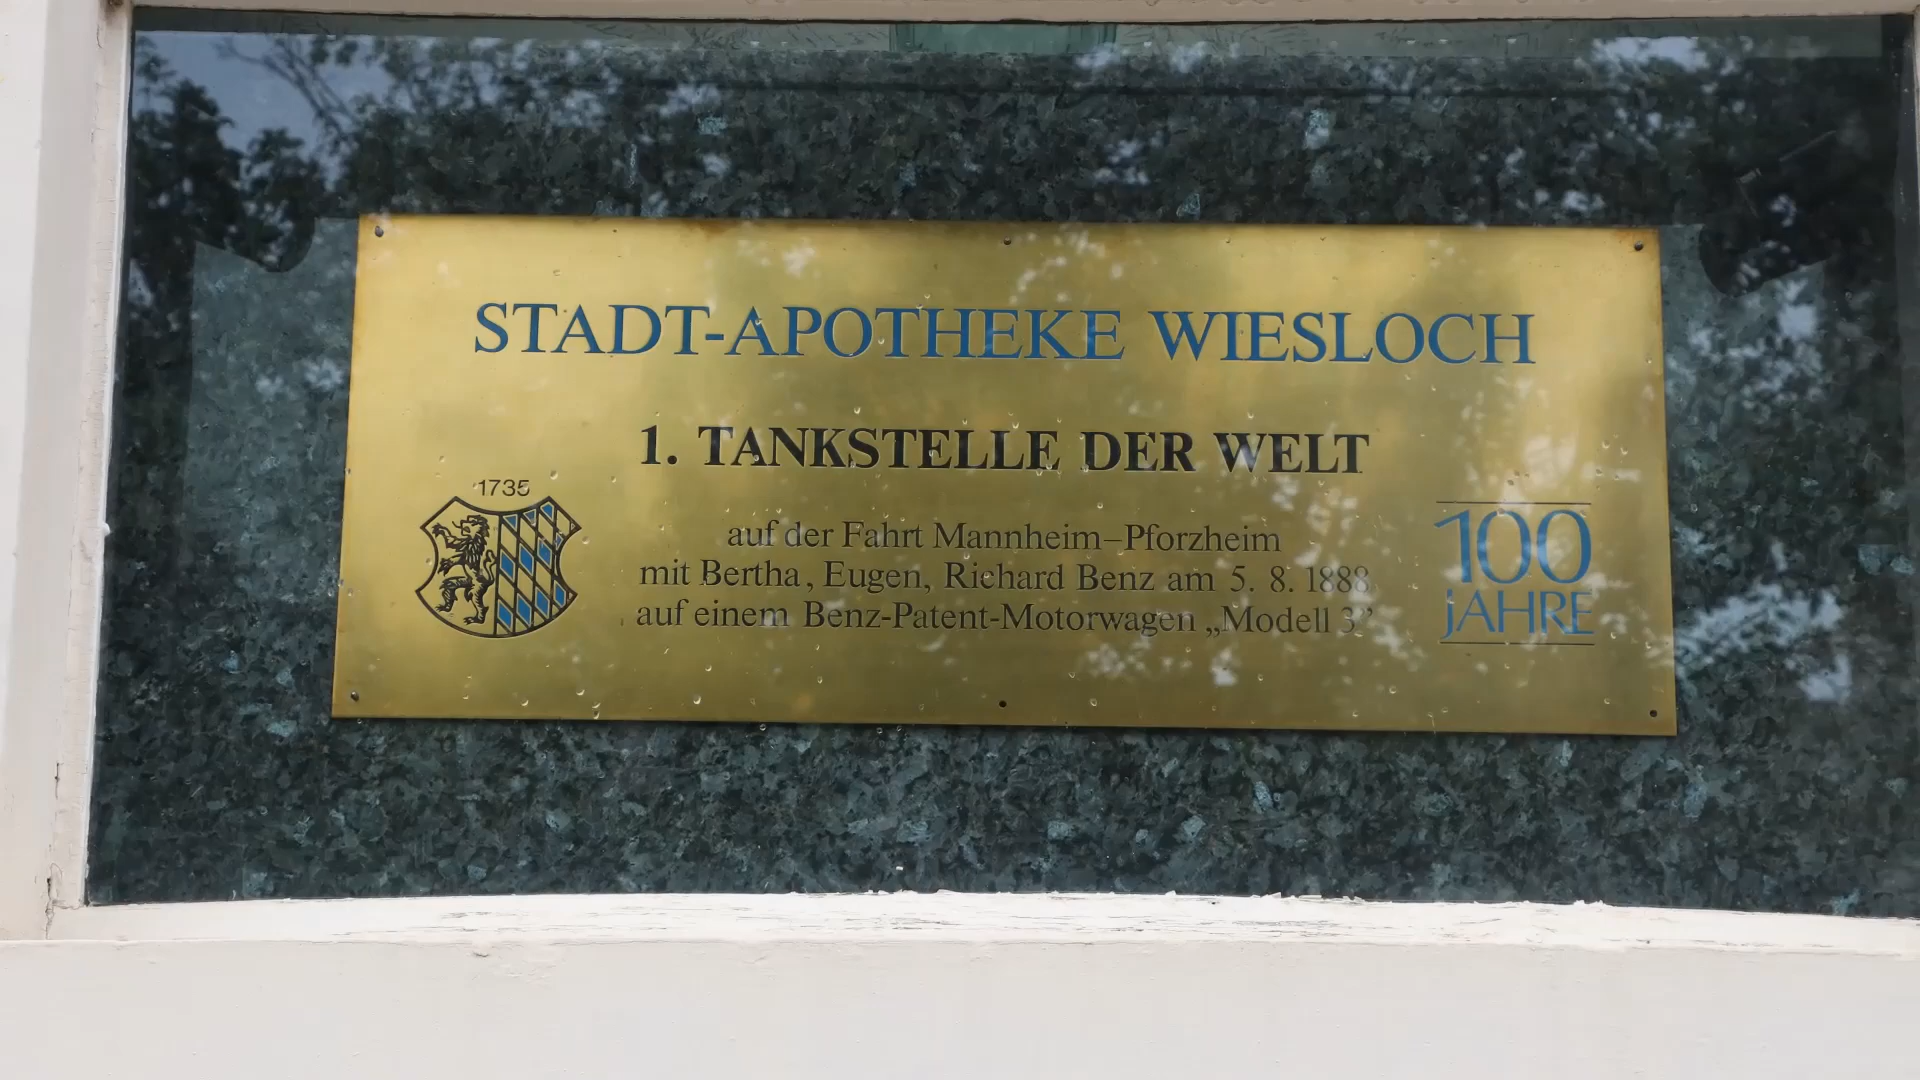 STADT-APOTHEKE WIESLOCH
1. TANKSTELLE DER WELT
1735
auf der Fahrt Mannheim–Pforzheim
mit Bertha, Eugen, Richard Benz am 5. 8. 1888
auf einem Benz-Patent-Motorwagen „Modell 3”
100
JAHRE